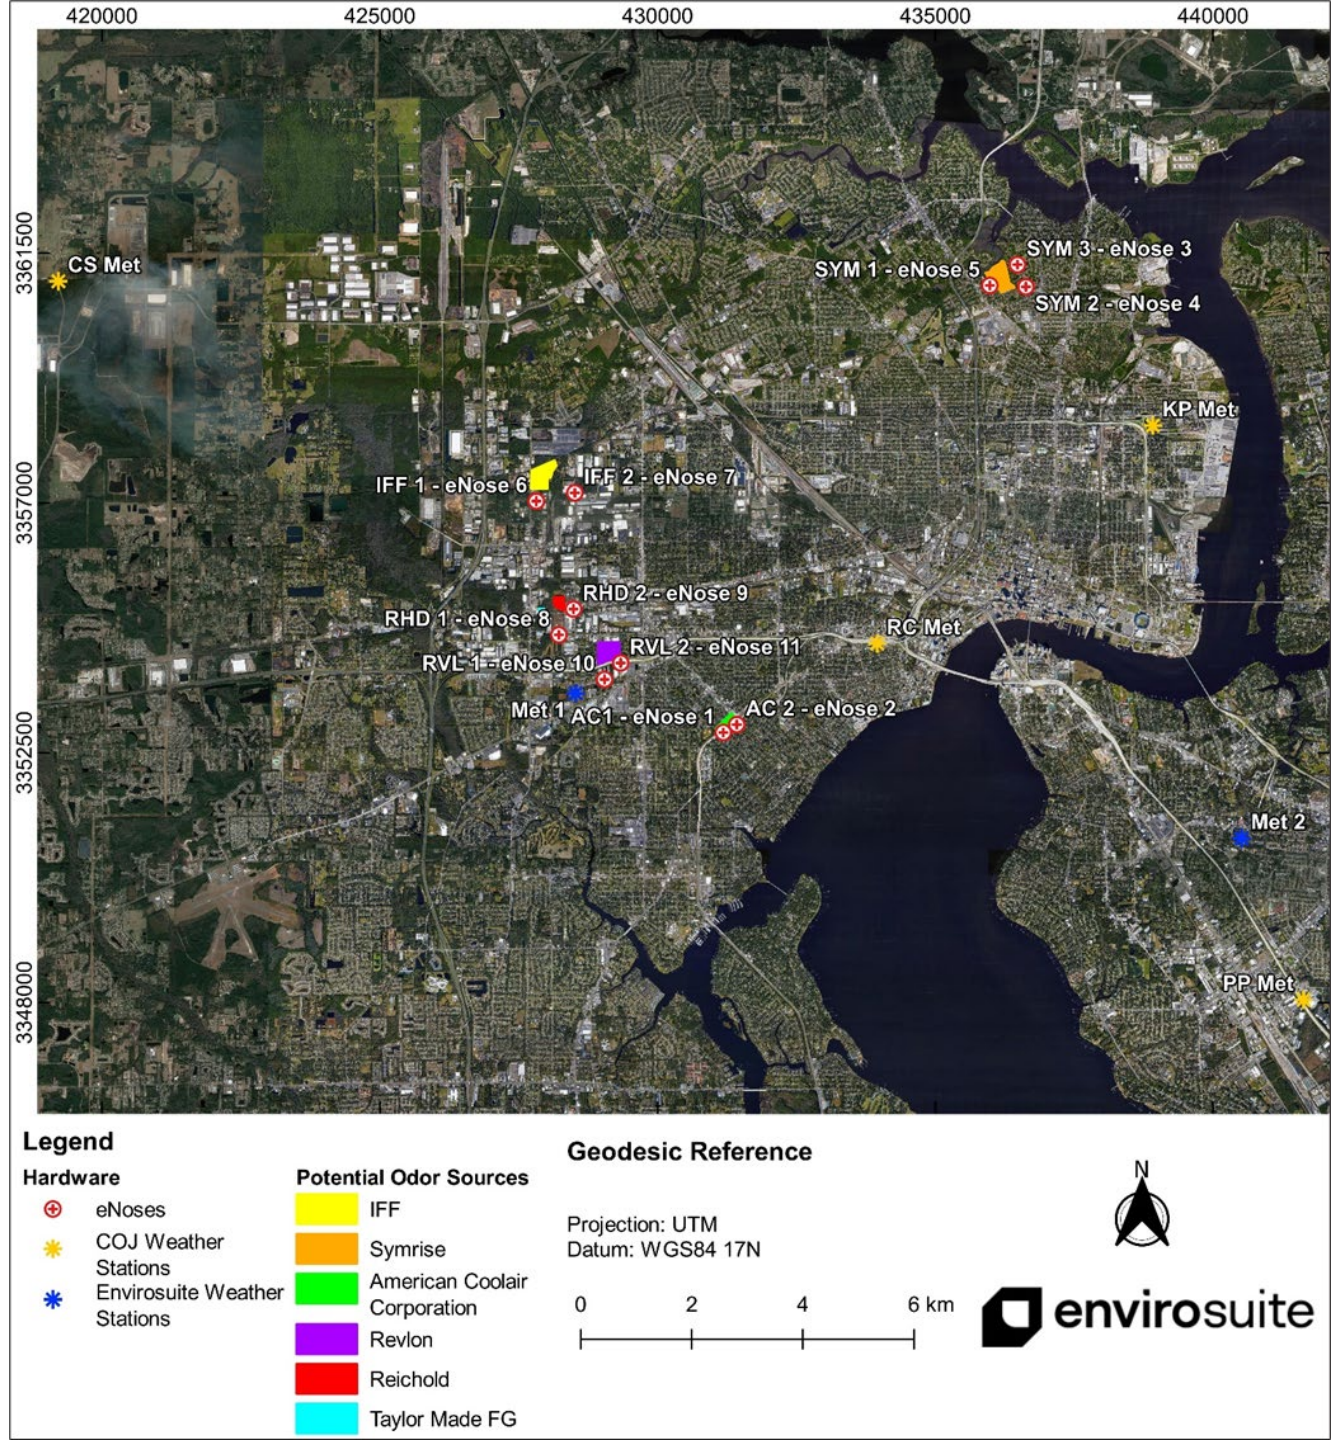 420000 425000 430000 435000 440000
3361500
3357000
3352500
3348000
CS Met
SYM 3 - eNose 3
SYM 1 - eNose 5
SYM 2 - eNose 4
KP Met
IFF 1 - eNose 6
IFF 2 - eNose 7
RHD 2 - eNose 9
RHD 1 - eNose 8
RC Met
RVL 2 - eNose 11
RVL 1 - eNose 10
Met 1
AC1 - eNose 1
AC 2 - eNose 2
Met 2
PP Met
Legend
Hardware
eNoses
COJ Weather
Stations
Envirosuite Weather
Stations
Potential Odor Sources
IFF
Symrise
American Coolair
Corporation
Revlon
Reichold
Taylor Made FG
Geodesic Reference
Projection: UTM
Datum: WGS84 17N
0 2 4 6 km
N
envirosuite